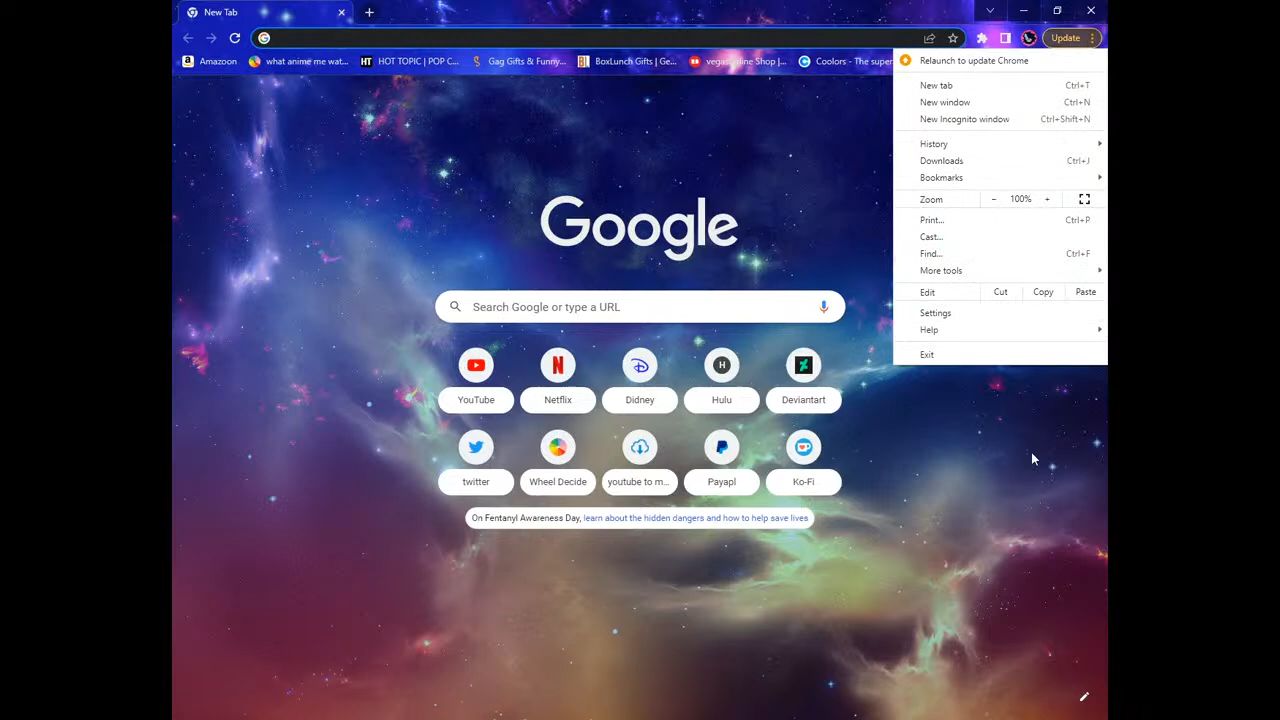 New Tab
Update
Amazoon
what anime me wat...
HOT TOPIC | POP C...
Gag Gifts & Funny...
BoxLunch Gifts | Ge...
Shop |...
Coolors - The super
Relaunch to update Chrome
New tab Ctrl+T
New window Ctrl+N
New Incognito window Ctrl+Shift+N
History
Downloads Ctrl+J
Bookmarks
Zoom - 100% +
Print... Ctrl+P
Cast...
Find... Ctrl+F
More tools
Edit Cut Copy Paste
Settings
Help
Exit
Google
Search Google or type a URL
YouTube
Netflix
Didney
Hulu
Deviantart
twitter
Wheel Decide
youtube to m...
Payapl
Ko-Fi
On Fentanyl Awareness Day, learn about the hidden dangers and how to help save lives